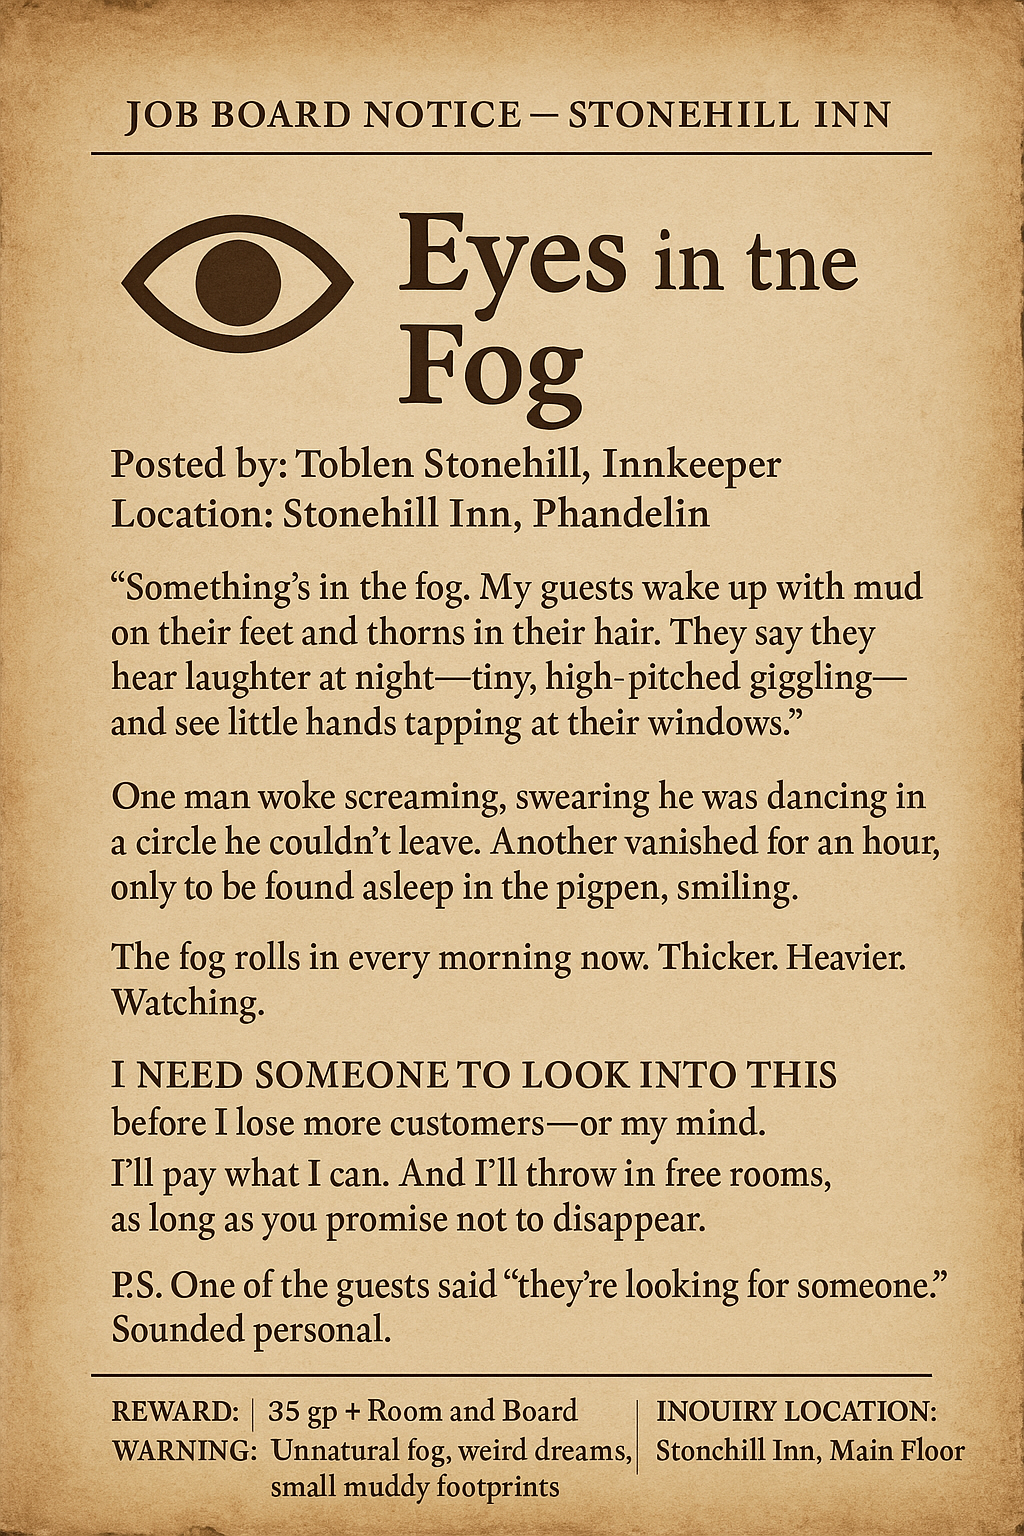 JOB BOARD NOTICE — STONEHILL INN
Eyes in tne
Fog
Posted by: Toblen Stonehill, Innkeeper
Location: Stonehill Inn, Phandelin
“Something’s in the fog. My guests wake up with mud
on their feet and thorns in their hair. They say they
hear laughter at night—tiny, high-pitched giggling—
and see little hands tapping at their windows.”
One man woke screaming, swearing he was dancing in
a circle he couldn’t leave. Another vanished for an hour,
only to be found asleep in the pigpen, smiling.
The fog rolls in every morning now. Thicker. Heavier.
Watching.
I NEED SOMEONE TO LOOK INTO THIS
before I lose more customers—or my mind.
I’ll pay what I can. And I’ll throw in free rooms,
as long as you promise not to disappear.
P.S. One of the guests said “they’re looking for someone.”
Sounded personal.
REWARD: 35 gp + Room and Board
WARNING: Unnatural fog, weird dreams,
small muddy footprints
INOUIRY LOCATION:
Stonchill Inn, Main Floor